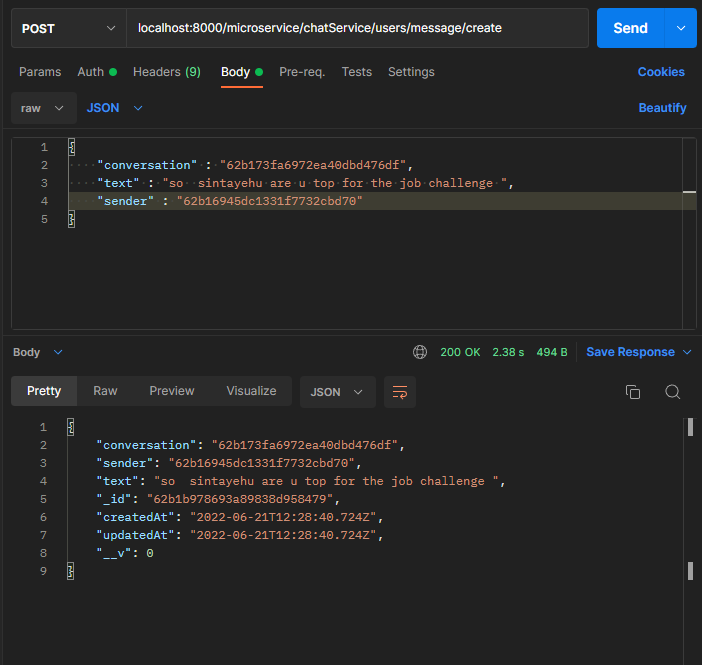 POST localhost:8000/microservice/chatService/users/message/create Send
Params Auth Headers (9) Body Pre-req. Tests Settings Cookies
raw JSON Beautify
1 {
2 "conversation" : "62b173fa6972ea40dbd476df",
3 "text" : "so  sintayehu are u top for the job challenge ",
4 "sender" : "62b16945dc1331f7732cbd70"
5 }
Body 200 OK 2.38 s 494 B Save Response
Pretty Raw Preview Visualize JSON
1 {
2 "conversation": "62b173fa6972ea40dbd476df",
3 "sender": "62b16945dc1331f7732cbd70",
4 "text": "so  sintayehu are u top for the job challenge ",
5 "_id": "62b1b978693a89838d958479",
6 "createdAt": "2022-06-21T12:28:40.724Z",
7 "updatedAt": "2022-06-21T12:28:40.724Z",
8 "__v": 0
9 }